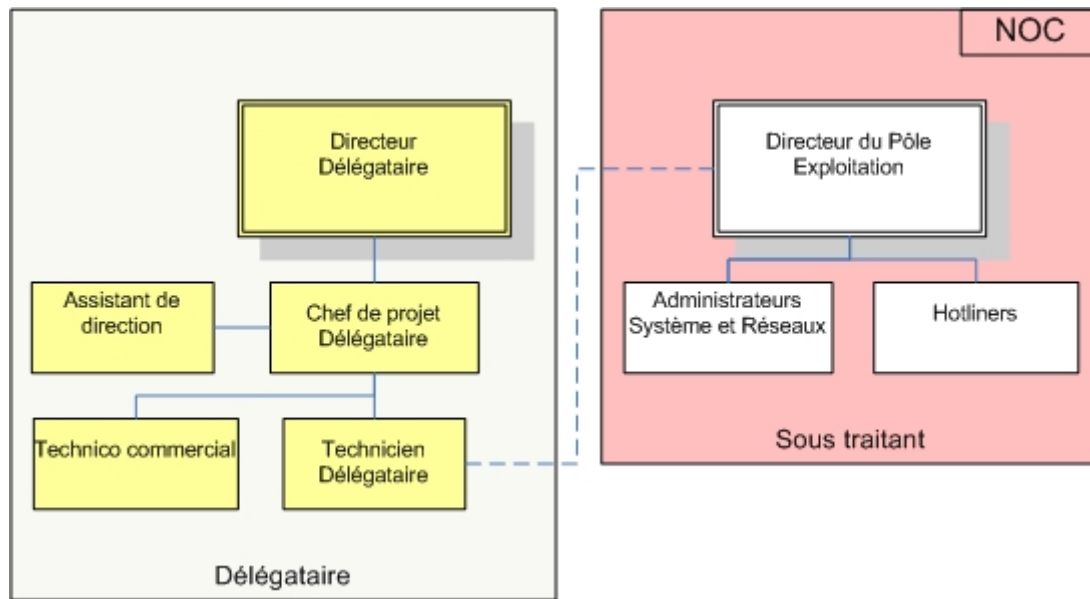 Directeur
Délégataire
Assistant de
direction
Chef de projet
Délégataire
Technico commercial
Technicien
Délégataire
Délégataire
NOC
Directeur du Pôle
Exploitation
Administrateurs
Système et Réseaux
Hotliners
Sous traitant